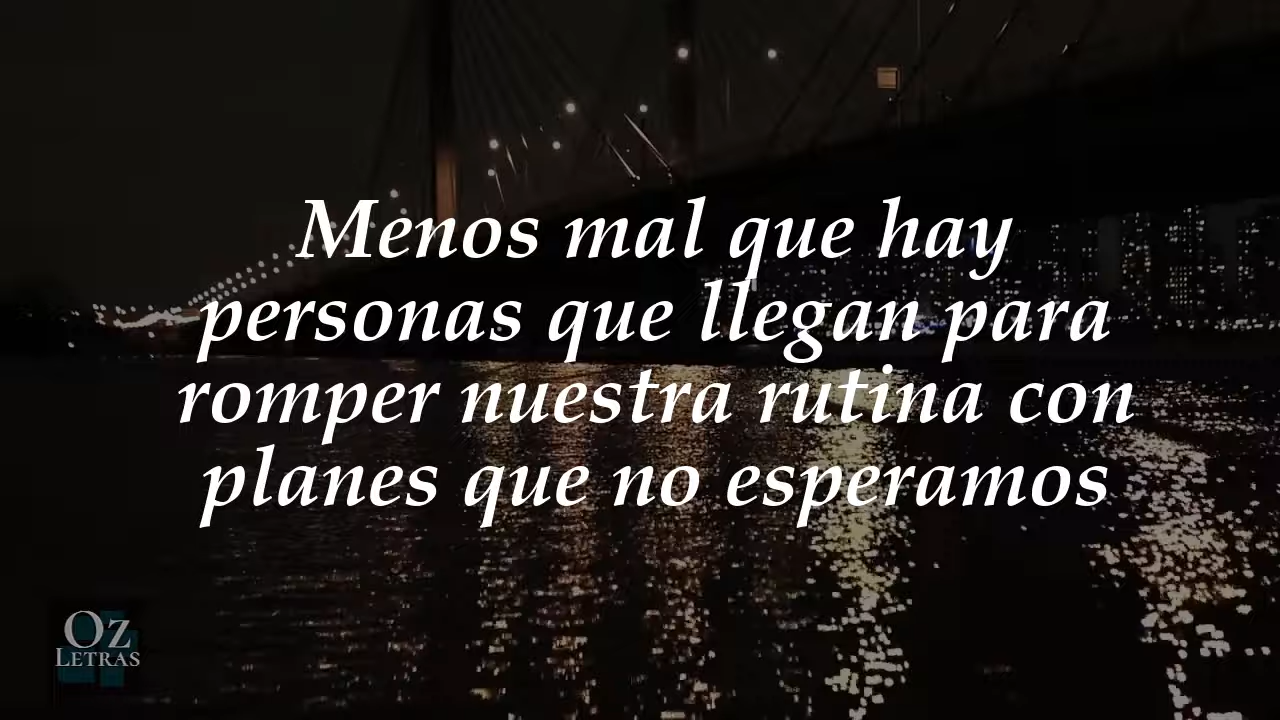 Menos mal que hay
personas que llegan para
romper nuestra rutina con
planes que no esperamos
Oz
LETRAS